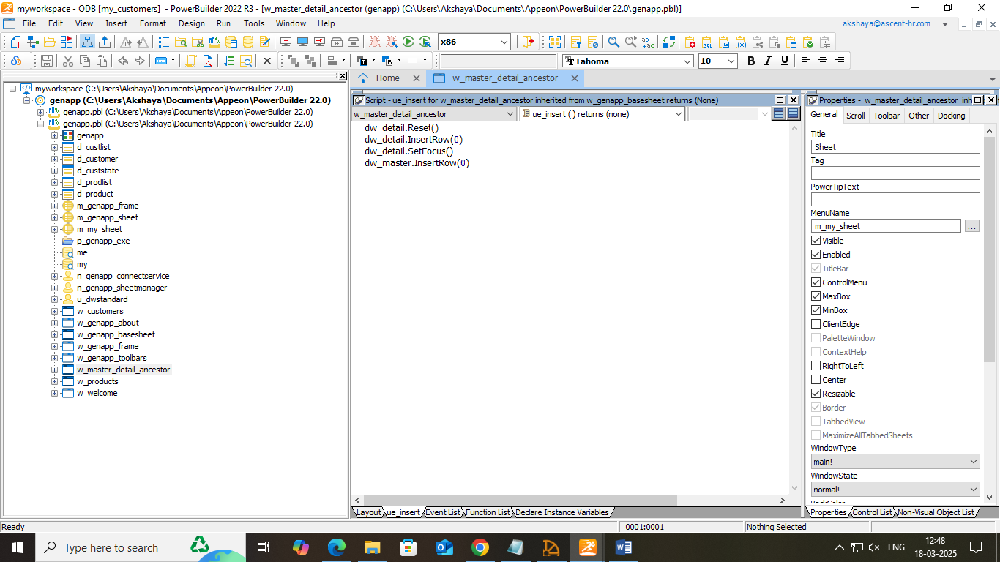 myworkspace - ODB [my_customers]  - PowerBuilder 2022 R3 - [w_master_detail_ancestor (genapp) (C:\Users\Akshaya\Documents\Appeon\PowerBuilder 22.0\genapp.pbl)]
File Edit View Insert Format Design Run Tools Window Help
akshaya@ascent-hr.com
x86
Tahoma 10 B I U
Home
w_master_detail_ancestor
myworkspace (C:\Users\Akshaya\Documents\Appeon\PowerBuilder 22.0)
genapp (C:\Users\Akshaya\Documents\Appeon\PowerBuilder 22.0)
genapp.pbl (C:\Users\Akshaya\Documents\Appeon\PowerBuilder 22.0)
genapp.pbl (C:\Users\Akshaya\Documents\Appeon\PowerBuilder 22.0)
genapp
d_custlist
d_customer
d_custstate
d_prodlist
d_product
m_genapp_frame
m_genapp_sheet
m_my_sheet
p_genapp_exe
me
my
n_genapp_connectservice
n_genapp_sheetmanager
u_dwstandard
w_customers
w_genapp_about
w_genapp_basesheet
w_genapp_frame
w_genapp_toolbars
w_master_detail_ancestor
w_products
w_welcome
Script - ue_insert for w_master_detail_ancestor inherited from w_genapp_basesheet returns (None)
w_master_detail_ancestor
ue_insert ( ) returns (none)
dw_detail.Reset()
dw_detail.InsertRow(0)
dw_detail.SetFocus()
dw_master.InsertRow(0)
Layout ue_insert Event List Function List Declare Instance Variables
Properties - w_master_detail_ancestor
General Scroll Toolbar Other Docking
Title
Sheet
Tag
PowerTipText
MenuName
m_my_sheet
...
Visible
Enabled
TitleBar
ControlMenu
MaxBox
MinBox
ClientEdge
PaletteWindow
ContextHelp
RightToLeft
Center
Resizable
Border
TabbedView
MaximizeAllTabbedSheets
WindowType
main!
WindowState
normal!
BackColor
Properties Control List Non-Visual Object List
Ready
0001:0001
Nothing Selected
Type here to search
ENG
12:48
18-03-2025